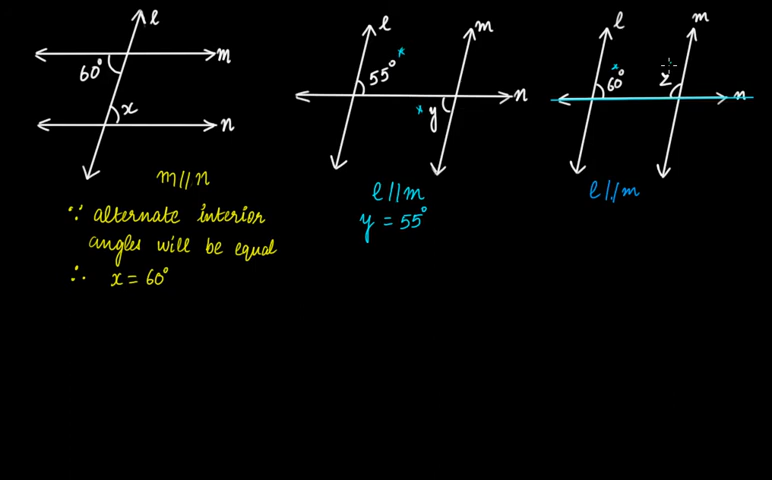 l
m
60°
x
n
m//n
∵ alternate interior
angles will be equal
∴ x = 60°
l
m
55° *
n
* y
l//m
y = 55°
l
m
*
60°
z
n
l//m